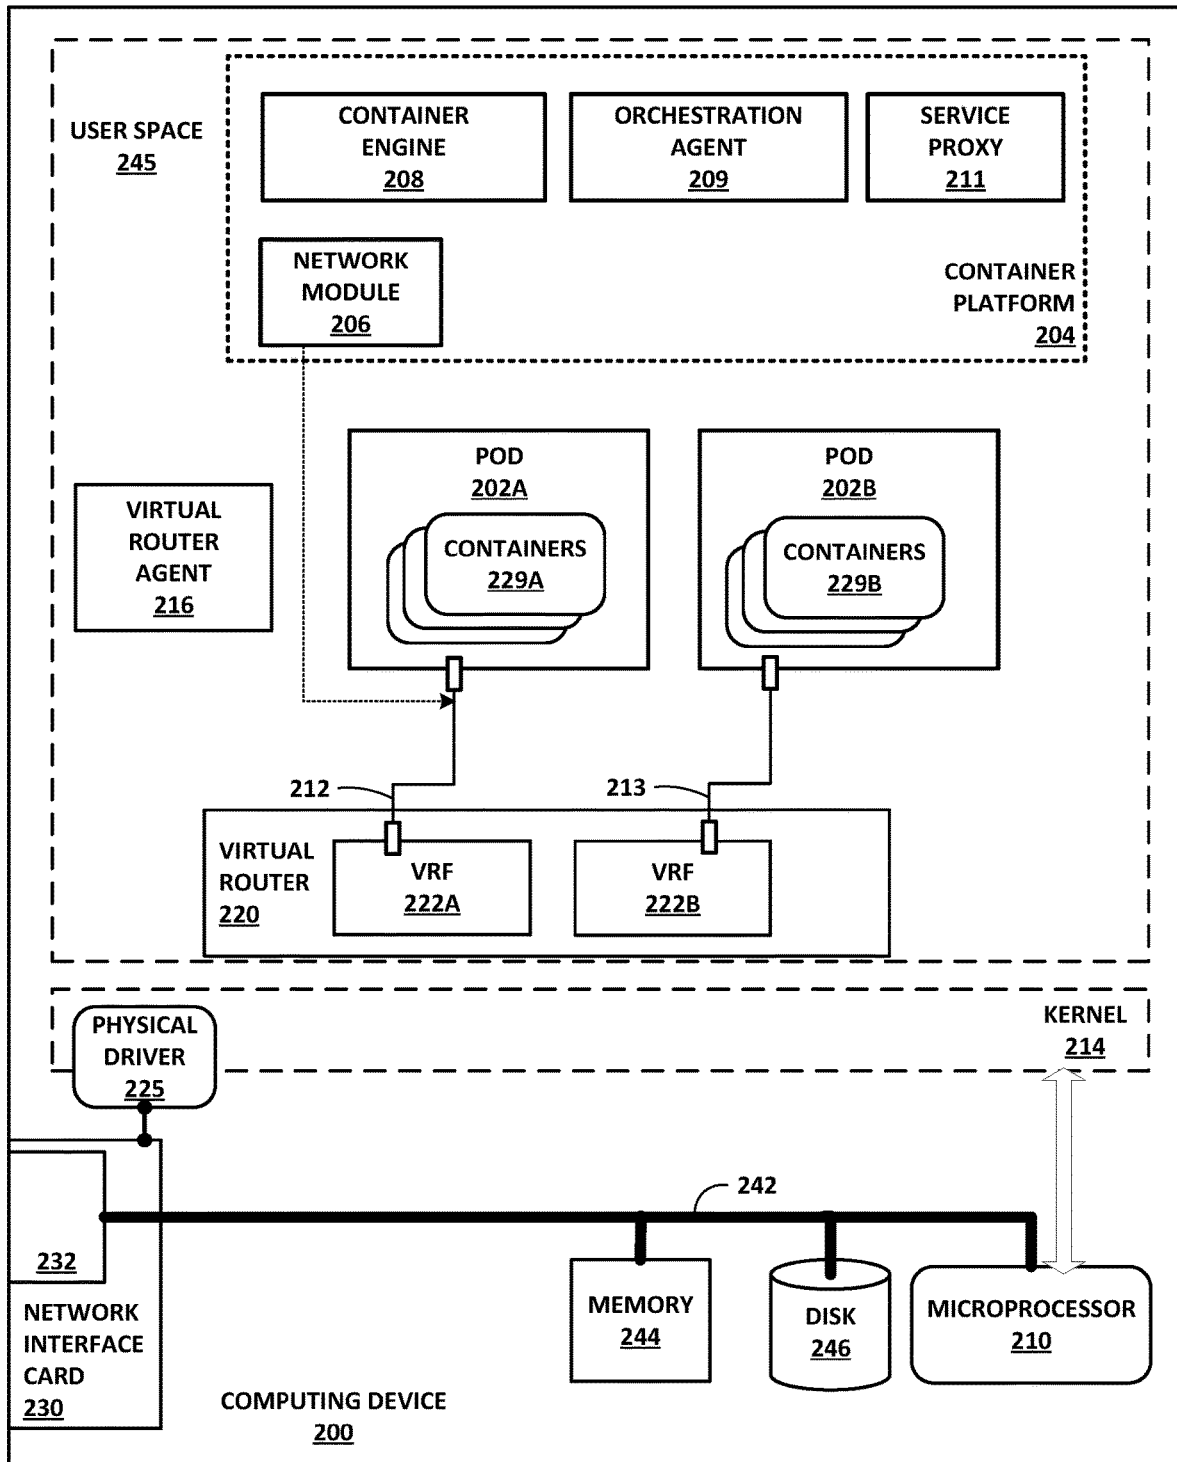 USER SPACE
245
CONTAINER
ENGINE
208
ORCHESTRATION
AGENT
209
SERVICE
PROXY
211
NETWORK
MODULE
206
CONTAINER
PLATFORM
204
POD
202A
CONTAINERS
229A
POD
202B
CONTAINERS
229B
VIRTUAL
ROUTER
AGENT
216
212
213
VIRTUAL
ROUTER
220
VRF
222A
VRF
222B
PHYSICAL
DRIVER
225
KERNEL
214
242
232
NETWORK
INTERFACE
CARD
230
MEMORY
244
DISK
246
MICROPROCESSOR
210
COMPUTING DEVICE
200